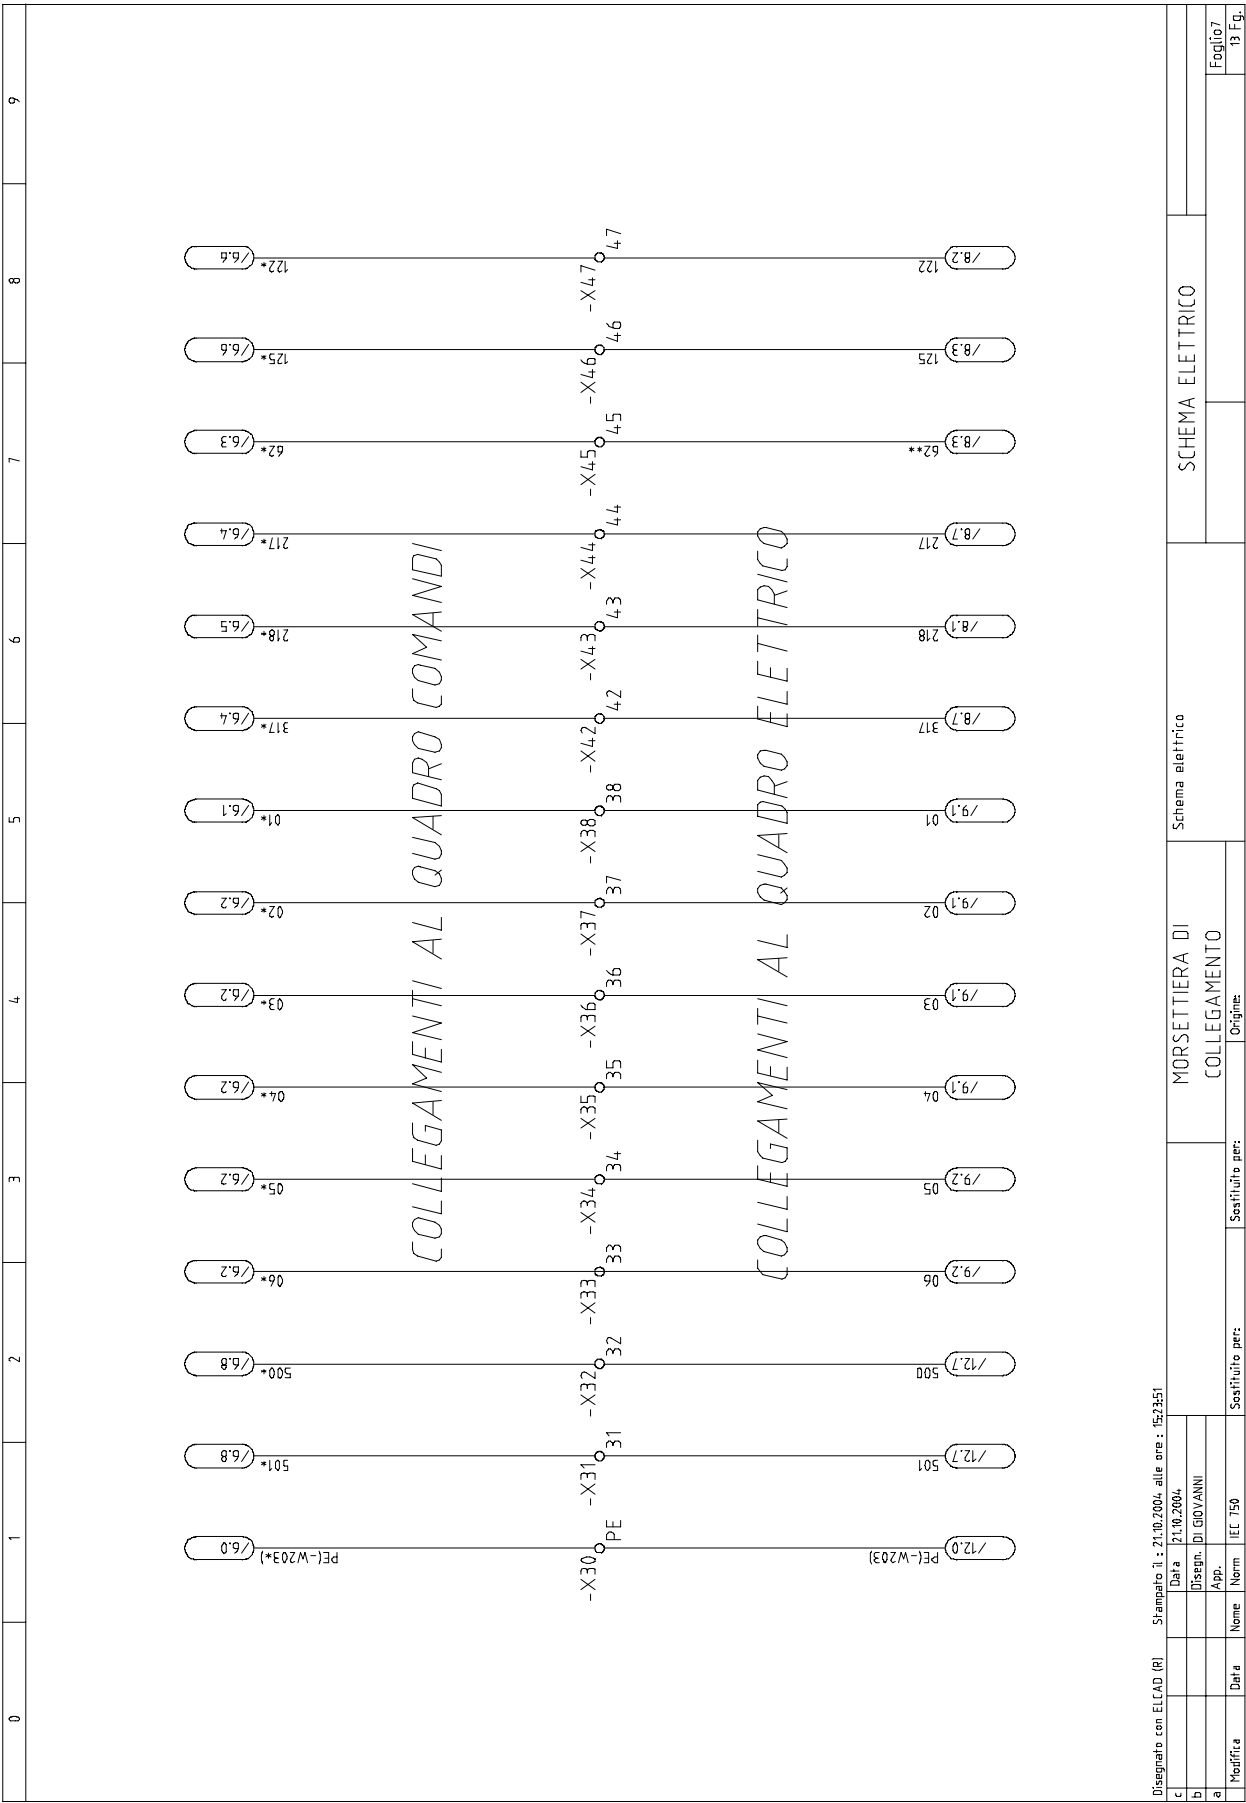 0 1 2 3 4 5 6 7 8 9
/6.0 /6.8 /6.8 /6.2 /6.2 /6.2 /6.2 /6.2 /6.1 /6.4 /6.5 /6.4 /6.3 /6.6 /6.6
PE(-W203*) 501* 500* 06* 05* 04* 03* 02* 01* 317* 218* 217* 62* 125* 122*
COLLEGAMENTI AL QUADRO COMANDI
-X30 -X31 -X32 -X33 -X34 -X35 -X36 -X37 -X38 -X42 -X43 -X44 -X45 -X46 -X47
PE 31 32 33 34 35 36 37 38 42 43 44 45 46 47
COLLEGAMENTI AL QUADRO ELETTRICO
PE(-W203) 501 500 06 05 04 03 02 01 317 218 217 62** 125 122
/12.0 /12.7 /12.7 /9.2 /9.2 /9.1 /9.1 /9.1 /9.1 /8.7 /8.1 /8.7 /8.3 /8.3 /8.2
Disegnato con ELCAD (R) Stampato il : 21.10.2004 alle ore : 15:23:51
c Data 21.10.2004 MORSETTIERA DI Schema elettrico SCHEMA ELETTRICO
b Disegn. DI GIOVANNI
a App. COLLEGAMENTO Foglio7
Modifica Data Nome Norm IEC 750 Sostituito per: Sostituito per: Origine: 13 Fg.